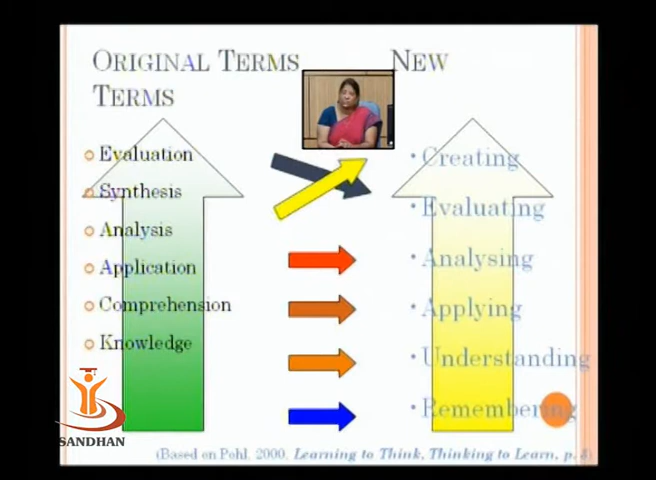 ORIGINAL TERMS NEW
TERMS
Evaluation
Synthesis
Analysis
Application
Comprehension
Knowledge
• Creating
• Evaluating
• Analysing
• Applying
• Understanding
• Remembering
SANDHAN
(Based on Pohl, 2000, Learning to Think, Thinking to Learn, p. 8)